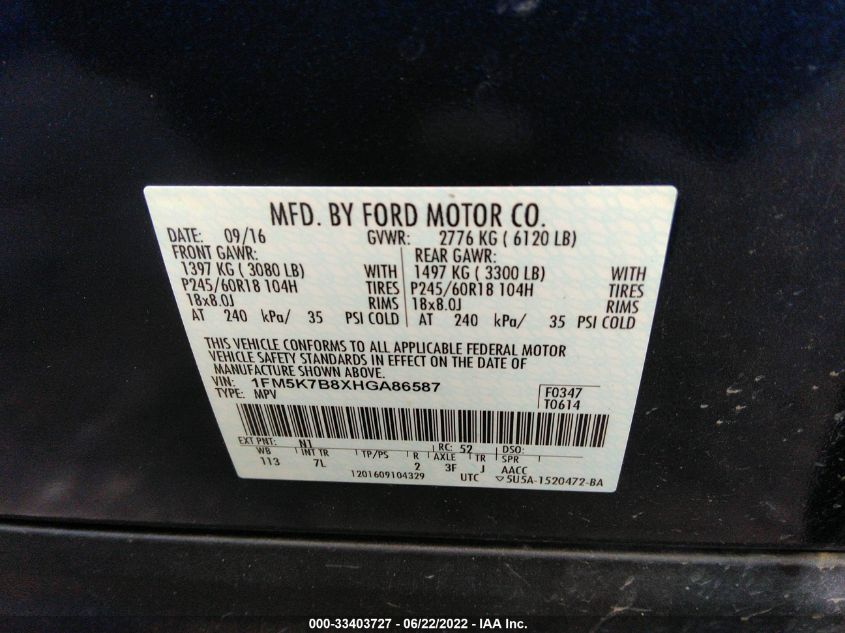 MFD. BY FORD MOTOR CO.
DATE: 09/16 GVWR: 2776 KG ( 6120 LB)
FRONT GAWR: REAR GAWR:
1397 KG ( 3080 LB) WITH 1497 KG ( 3300 LB) WITH
P245/60R18 104H TIRES P245/60R18 104H TIRES
18x8.0J RIMS 18x8.0J RIMS
AT 240 kPa/ 35 PSI COLD AT 240 kPa/ 35 PSI COLD
THIS VEHICLE CONFORMS TO ALL APPLICABLE FEDERAL MOTOR
VEHICLE SAFETY STANDARDS IN EFFECT ON THE DATE OF
MANUFACTURE SHOWN ABOVE.
VIN: 1FM5K7B8XHGA86587 F0347
TYPE: MPV T0614
EXT PNT: N1 RC: 52 DSO:
WB INT TR TP/PS R AXLE TR SPR
113 7L 2 3F J AACC
1201609104329 UTC ▽5U5A-1520472-BA
000-33403727 - 06/22/2022 - IAA Inc.